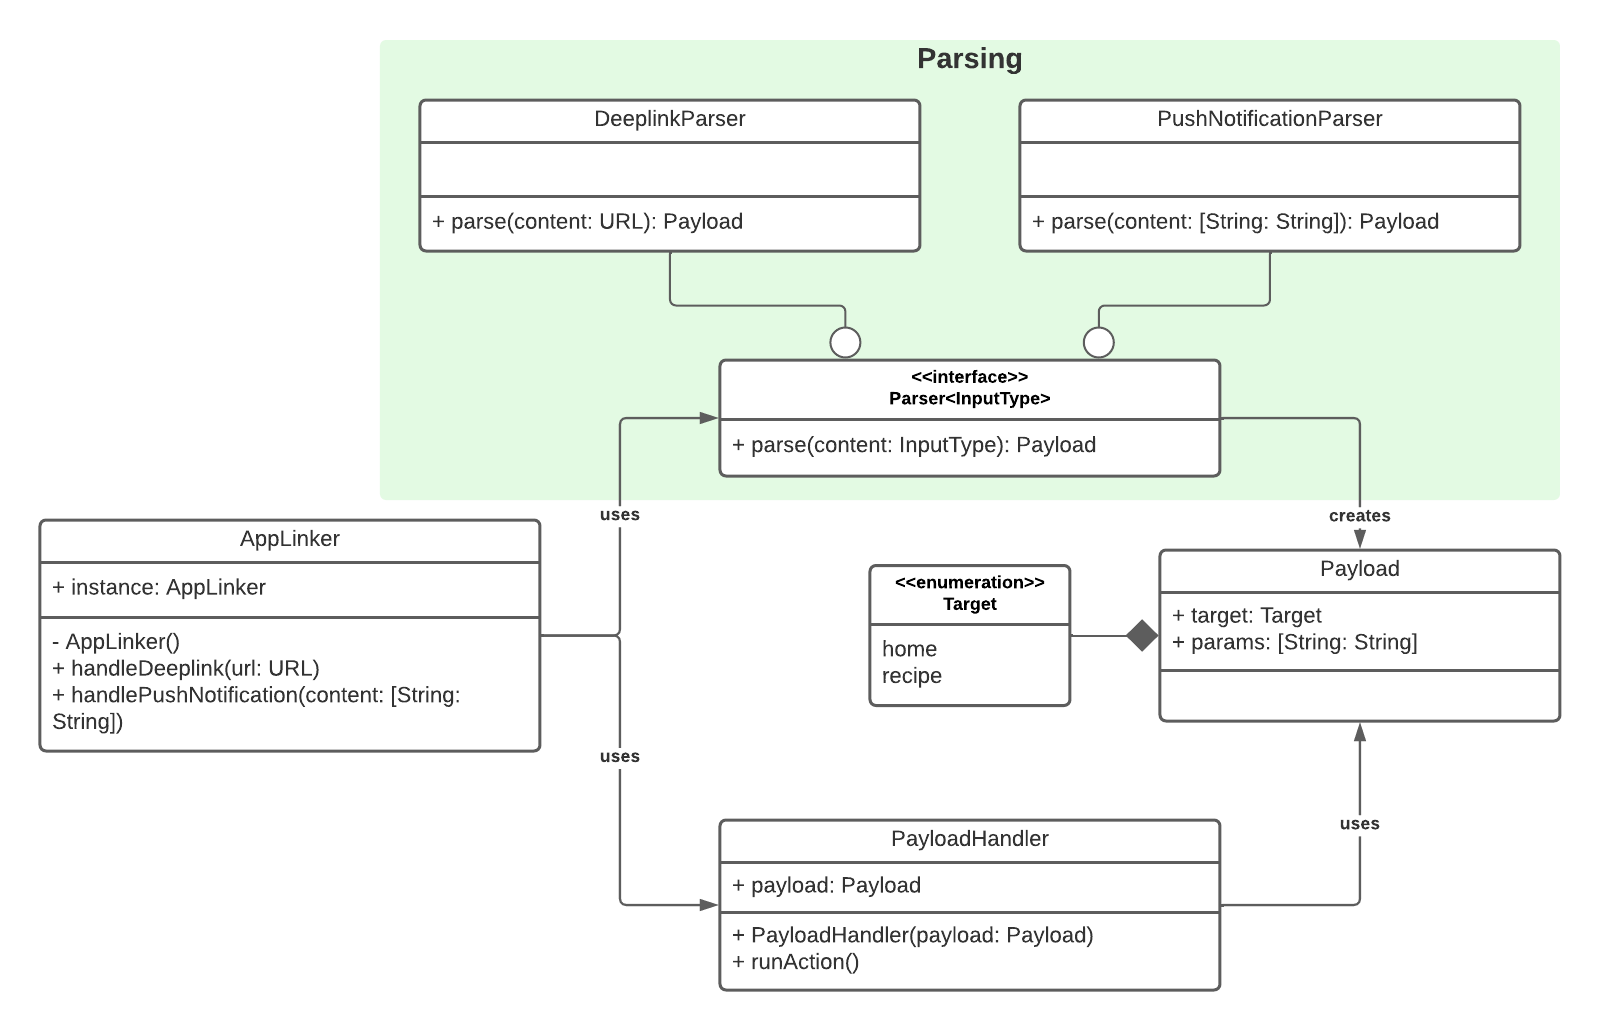 Parsing
DeeplinkParser
+ parse(content: URL): Payload
PushNotificationParser
+ parse(content: [String: String]): Payload
<<interface>>
Parser<InputType>
+ parse(content: InputType): Payload
uses
creates
AppLinker
+ instance: AppLinker
- AppLinker()
+ handleDeeplink(url: URL)
+ handlePushNotification(content: [String:
String])
<<enumeration>>
Target
home
recipe
Payload
+ target: Target
+ params: [String: String]
uses
uses
PayloadHandler
+ payload: Payload
+ PayloadHandler(payload: Payload)
+ runAction()